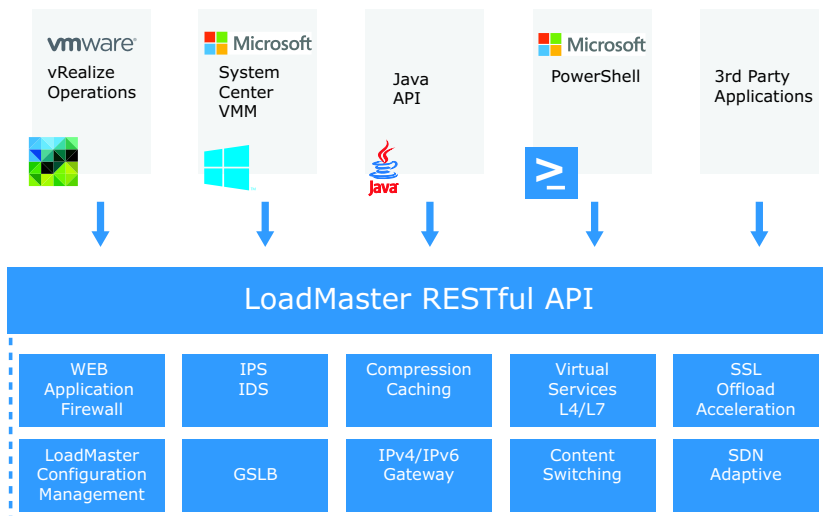 vmware®
vRealize
Operations
Microsoft
System
Center
VMM
Java
API
Microsoft
PowerShell
3rd Party
Applications
Java
>_
LoadMaster RESTful API
WEB
Application
Firewall
IPS
IDS
Compression
Caching
Virtual
Services
L4/L7
SSL
Offload
Acceleration
LoadMaster
Configuration
Management
GSLB
IPv4/IPv6
Gateway
Content
Switching
SDN
Adaptive